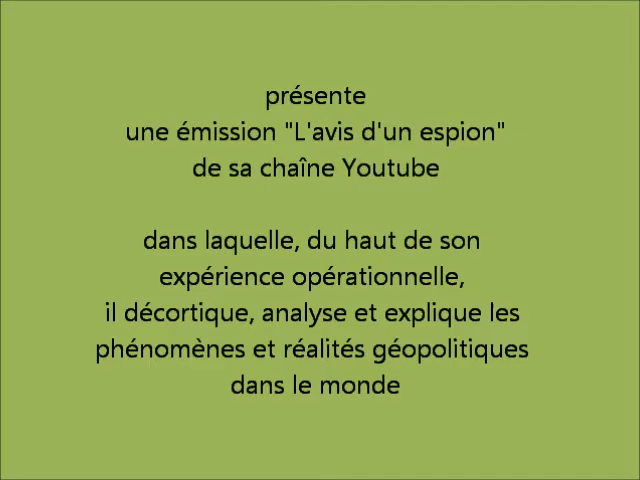 présente
une émission "L'avis d'un espion"
de sa chaîne Youtube
dans laquelle, du haut de son
expérience opérationnelle,
il décortique, analyse et explique les
phénomènes et réalités géopolitiques
dans le monde